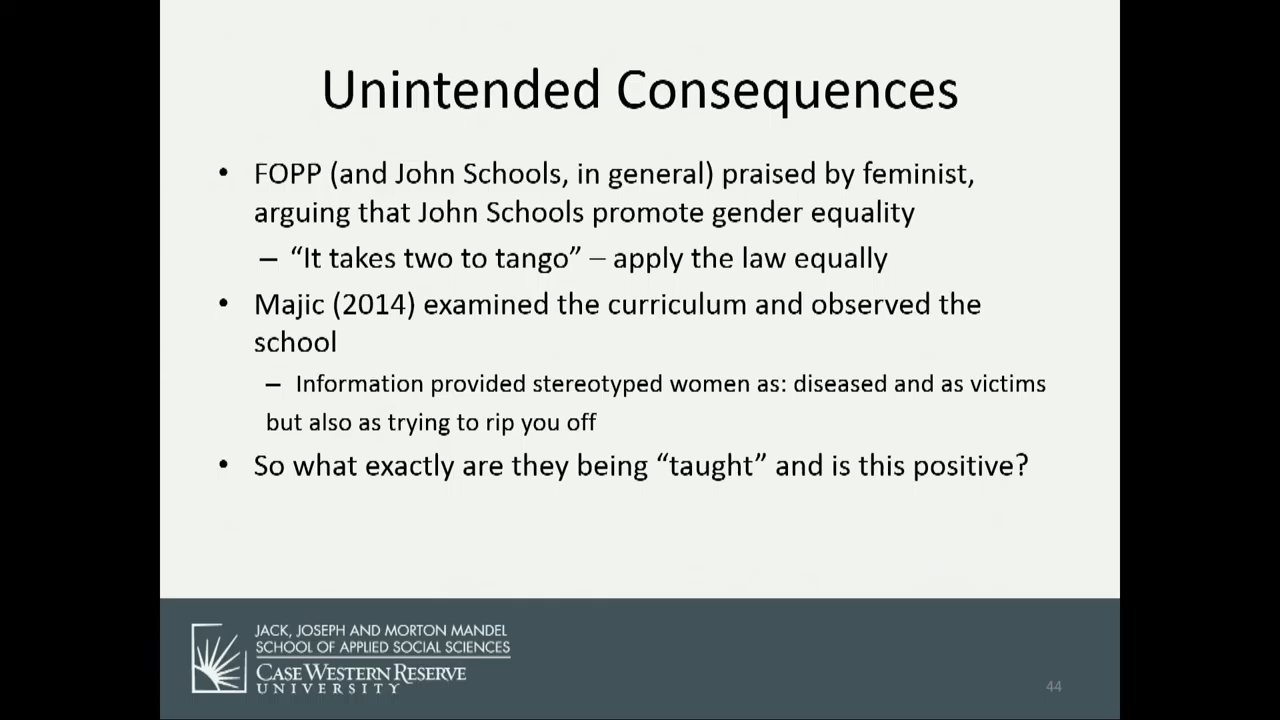 Unintended Consequences
• FOPP (and John Schools, in general) praised by feminist,
arguing that John Schools promote gender equality
– “It takes two to tango” – apply the law equally
• Majic (2014) examined the curriculum and observed the
school
– Information provided stereotyped women as: diseased and as victims
but also as trying to rip you off
• So what exactly are they being “taught” and is this positive?
JACK, JOSEPH AND MORTON MANDEL
SCHOOL OF APPLIED SOCIAL SCIENCES
CASE WESTERN RESERVE
UNIVERSITY
44